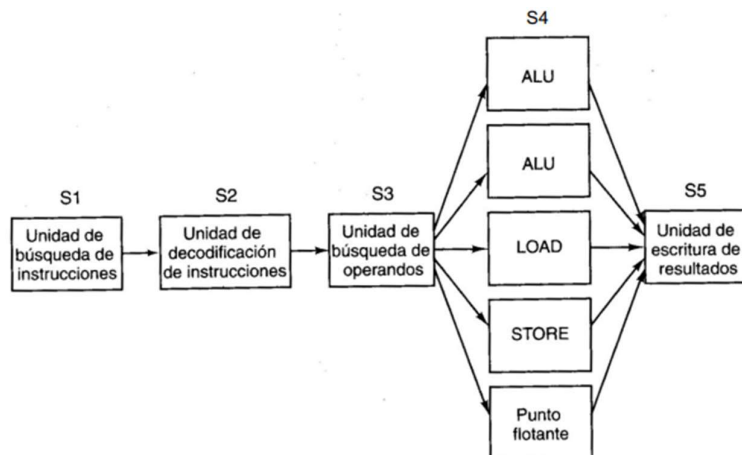 S4
ALU
ALU
S1
S2
S3
S5
Unidad de
búsqueda de
instrucciones
Unidad de
decodificación
de instrucciones
Unidad de
búsqueda de
operandos
LOAD
Unidad de
escritura de
resultados
STORE
Punto
flotante